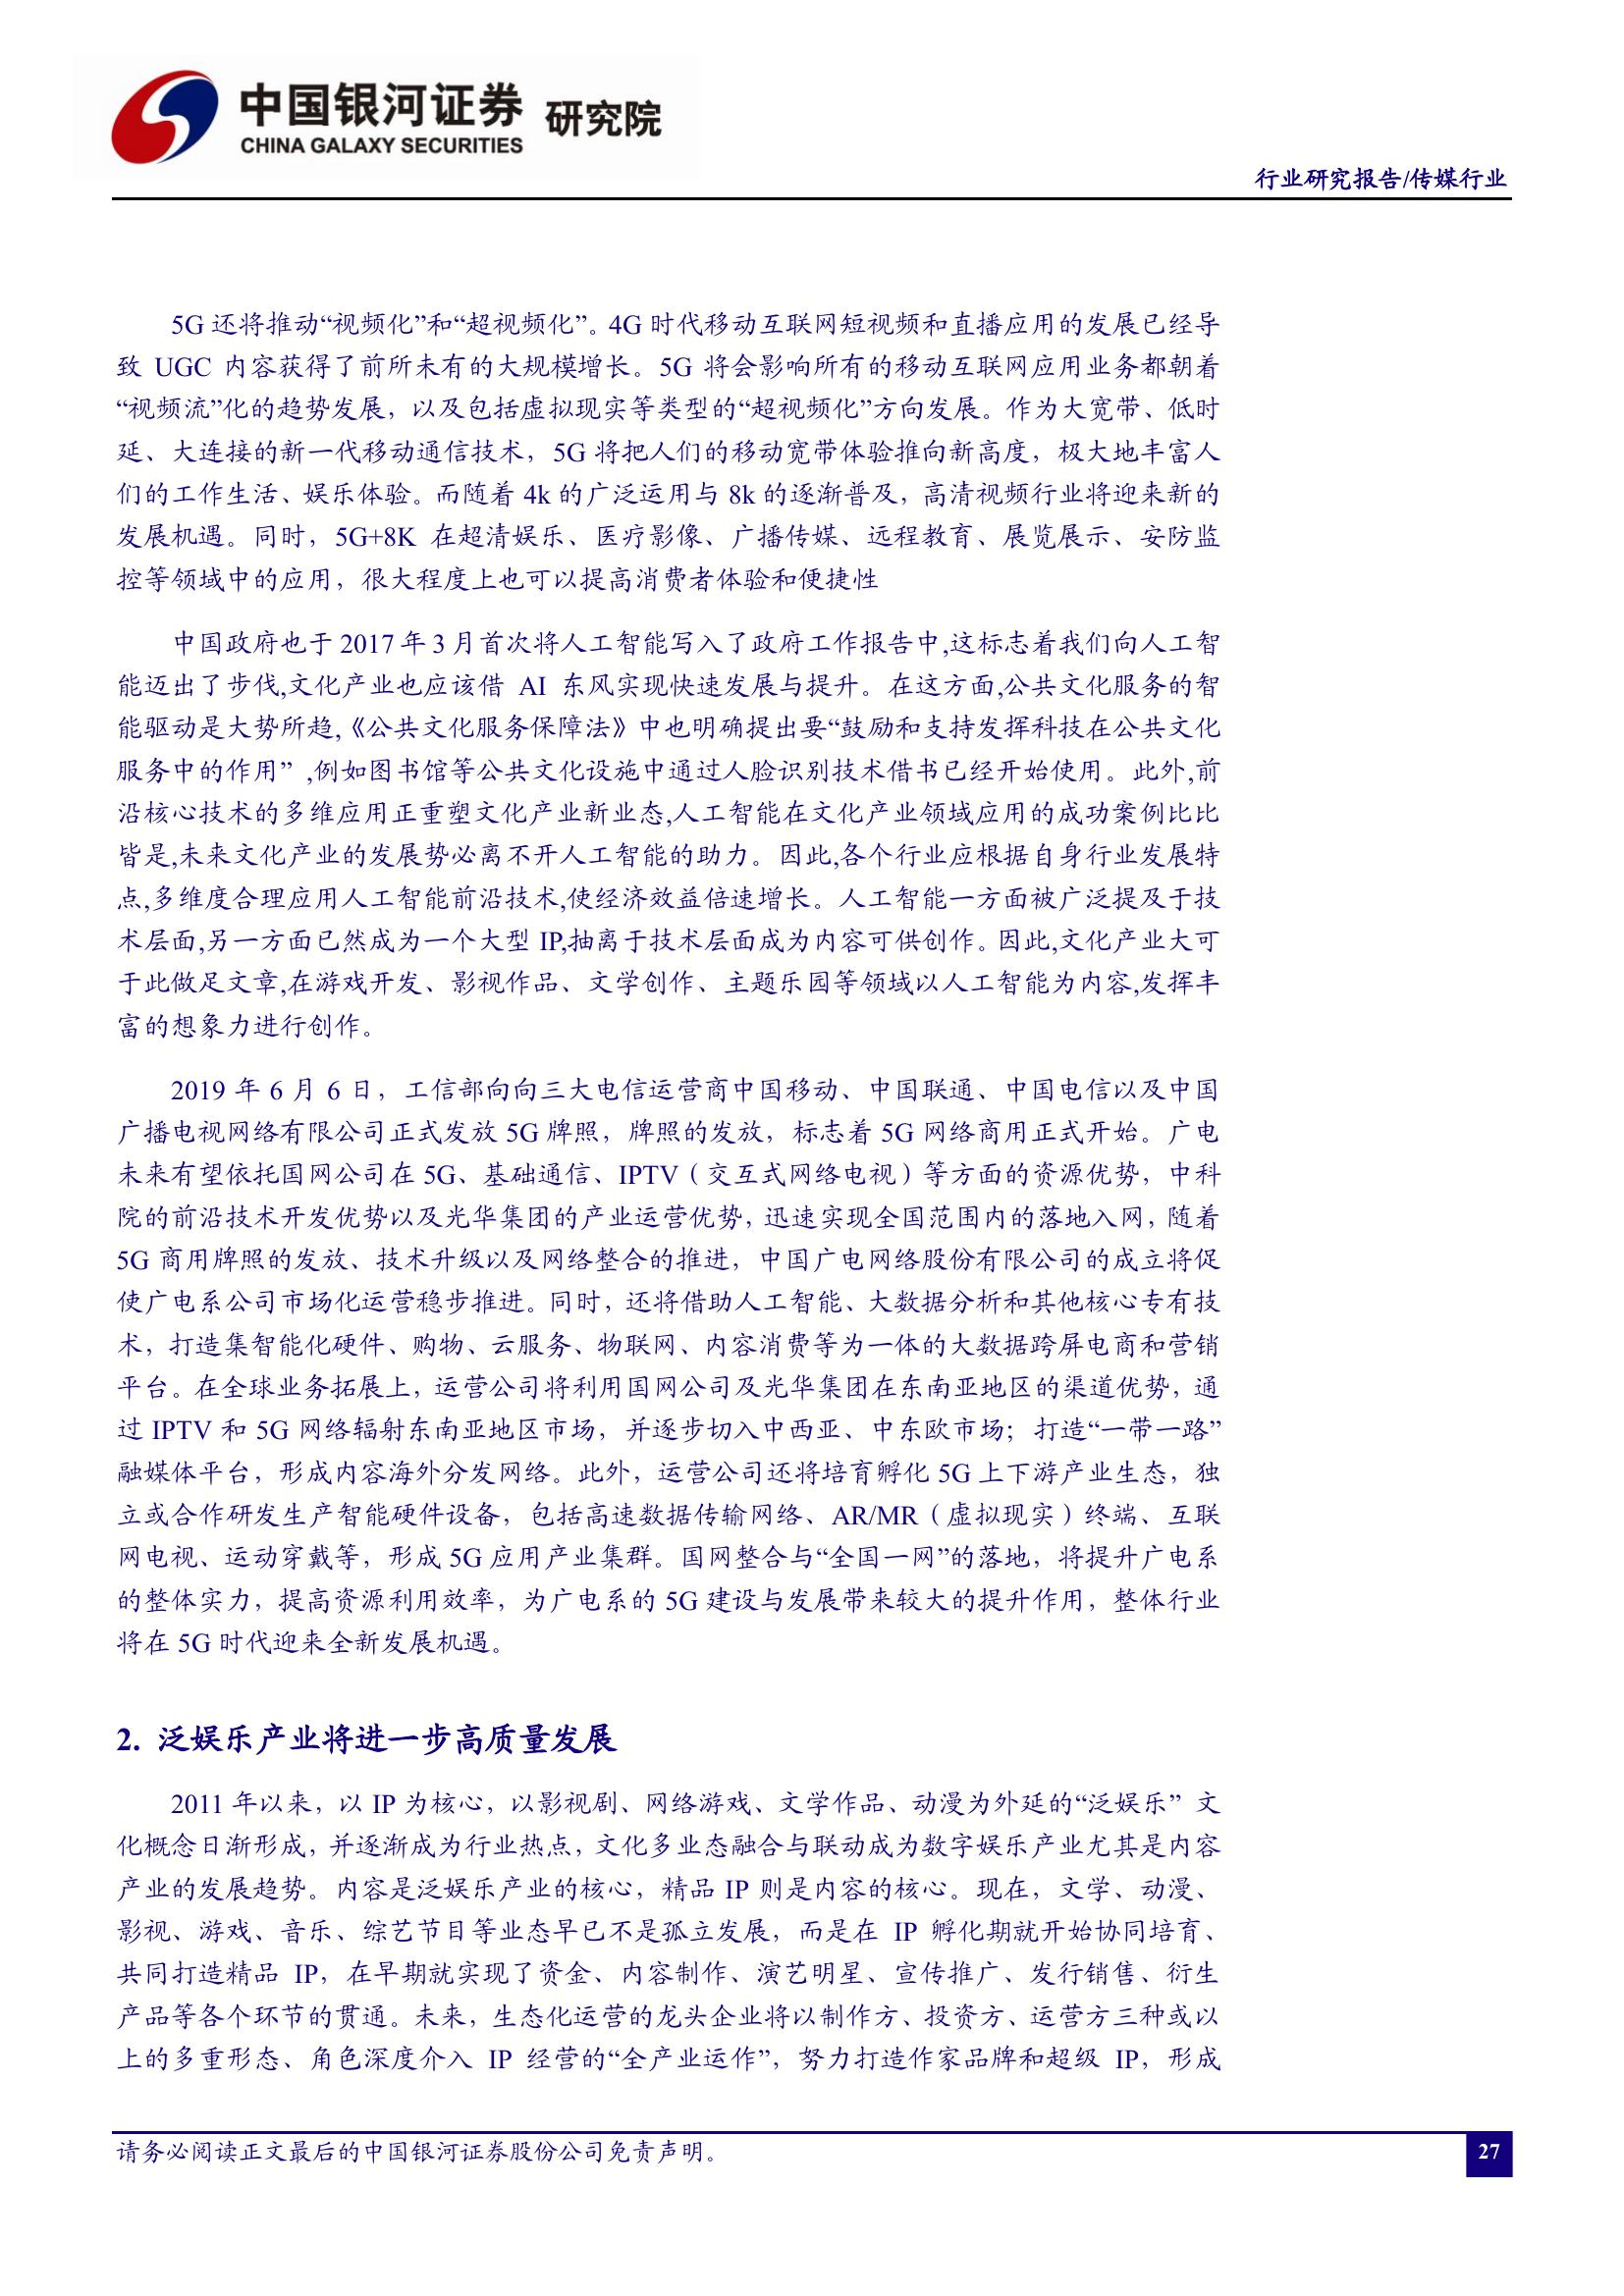 中国银河证券 研究院
CHINA GALAXY SECURITIES
行业研究报告/传媒行业
5G 还将推动“视频化”和“超视频化”。4G 时代移动互联网短视频和直播应用的发展已经导
致 UGC 内容获得了前所未有的大规模增长。5G 将会影响所有的移动互联网应用业务都朝着
“视频流”化的趋势发展，以及包括虚拟现实等类型的“超视频化”方向发展。作为大宽带、低时
延、大连接的新一代移动通信技术，5G 将把人们的移动宽带体验推向新高度，极大地丰富人
们的工作生活、娱乐体验。而随着 4k 的广泛运用与 8k 的逐渐普及，高清视频行业将迎来新的
发展机遇。同时，5G+8K 在超清娱乐、医疗影像、广播传媒、远程教育、展览展示、安防监
控等领域中的应用，很大程度上也可以提高消费者体验和便捷性
中国政府也于 2017 年 3 月首次将人工智能写入了政府工作报告中,这标志着我们向人工智
能迈出了步伐,文化产业也应该借 AI 东风实现快速发展与提升。在这方面,公共文化服务的智
能驱动是大势所趋,《公共文化服务保障法》中也明确提出要“鼓励和支持发挥科技在公共文化
服务中的作用” ,例如图书馆等公共文化设施中通过人脸识别技术借书已经开始使用。此外,前
沿核心技术的多维应用正重塑文化产业新业态,人工智能在文化产业领域应用的成功案例比比
皆是,未来文化产业的发展势必离不开人工智能的助力。因此,各个行业应根据自身行业发展特
点,多维度合理应用人工智能前沿技术,使经济效益倍速增长。人工智能一方面被广泛提及于技
术层面,另一方面已然成为一个大型 IP,抽离于技术层面成为内容可供创作。因此,文化产业大可
于此做足文章,在游戏开发、影视作品、文学创作、主题乐园等领域以人工智能为内容,发挥丰
富的想象力进行创作。
2019 年 6 月 6 日，工信部向向三大电信运营商中国移动、中国联通、中国电信以及中国
广播电视网络有限公司正式发放 5G 牌照，牌照的发放，标志着 5G 网络商用正式开始。广电
未来有望依托国网公司在 5G、基础通信、IPTV（交互式网络电视）等方面的资源优势，中科
院的前沿技术开发优势以及光华集团的产业运营优势，迅速实现全国范围内的落地入网，随着
5G 商用牌照的发放、技术升级以及网络整合的推进，中国广电网络股份有限公司的成立将促
使广电系公司市场化运营稳步推进。同时，还将借助人工智能、大数据分析和其他核心专有技
术，打造集智能化硬件、购物、云服务、物联网、内容消费等为一体的大数据跨屏电商和营销
平台。在全球业务拓展上，运营公司将利用国网公司及光华集团在东南亚地区的渠道优势，通
过 IPTV 和 5G 网络辐射东南亚地区市场，并逐步切入中西亚、中东欧市场；打造“一带一路”
融媒体平台，形成内容海外分发网络。此外，运营公司还将培育孵化 5G 上下游产业生态，独
立或合作研发生产智能硬件设备，包括高速数据传输网络、AR/MR（虚拟现实）终端、互联
网电视、运动穿戴等，形成 5G 应用产业集群。国网整合与“全国一网”的落地，将提升广电系
的整体实力，提高资源利用效率，为广电系的 5G 建设与发展带来较大的提升作用，整体行业
将在 5G 时代迎来全新发展机遇。
2. 泛娱乐产业将进一步高质量发展
2011 年以来，以 IP 为核心，以影视剧、网络游戏、文学作品、动漫为外延的“泛娱乐” 文
化概念日渐形成，并逐渐成为行业热点，文化多业态融合与联动成为数字娱乐产业尤其是内容
产业的发展趋势。内容是泛娱乐产业的核心，精品 IP 则是内容的核心。现在，文学、动漫、
影视、游戏、音乐、综艺节目等业态早已不是孤立发展，而是在 IP 孵化期就开始协同培育、
共同打造精品 IP，在早期就实现了资金、内容制作、演艺明星、宣传推广、发行销售、衍生
产品等各个环节的贯通。未来，生态化运营的龙头企业将以制作方、投资方、运营方三种或以
上的多重形态、角色深度介入 IP 经营的“全产业运作”，努力打造作家品牌和超级 IP，形成
请务必阅读正文最后的中国银河证券股份公司免责声明。
27